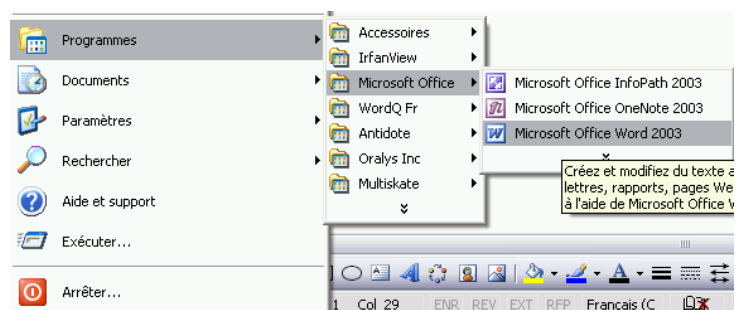 Programmes
Documents
Paramètres
Rechercher
Aide et support
Exécuter...
Arrêter...
Accessoires
IrfanView
Microsoft Office
WordQ Fr
Antidote
Oralys Inc
Multiskate
Microsoft Office InfoPath 2003
Microsoft Office OneNote 2003
Microsoft Office Word 2003
Créez et modifiez du texte a
lettres, rapports, pages We
à l'aide de Microsoft Office
1 Col 29 ENR REV EXT RFP Français (C